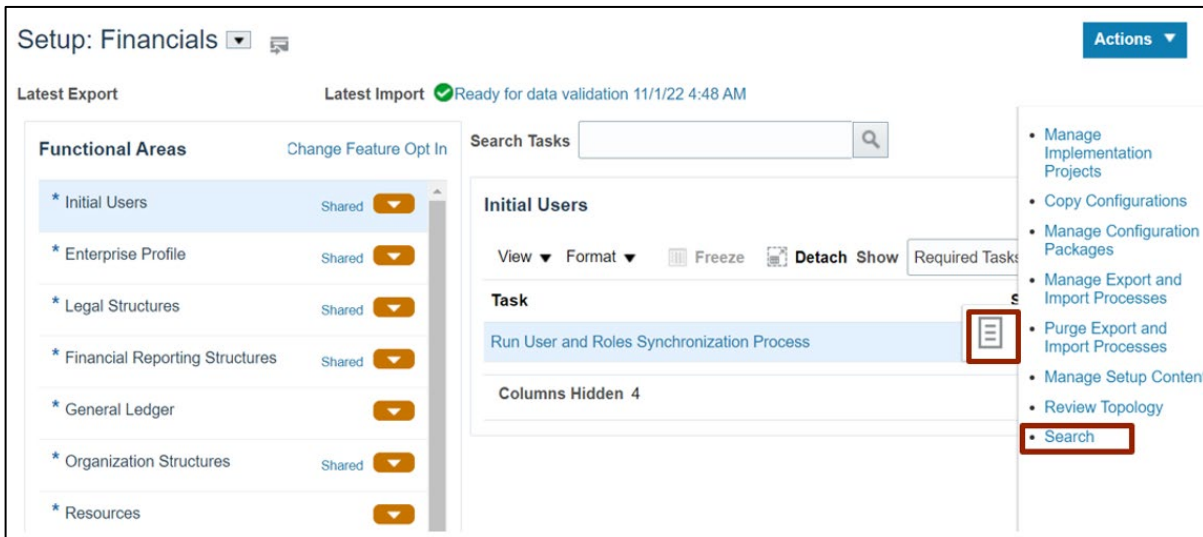 Setup: Financials
Actions
Latest Export
Latest Import
Ready for data validation 11/1/22 4:48 AM
Functional Areas
Change Feature Opt In
* Initial Users
Shared
* Enterprise Profile
Shared
* Legal Structures
Shared
* Financial Reporting Structures
Shared
* General Ledger
* Organization Structures
Shared
* Resources
Search Tasks
Initial Users
View
Format
Freeze
Detach
Show
Required Tasks
Task
S
Run User and Roles Synchronization Process
Columns Hidden 4
• Manage
Implementation
Projects
• Copy Configurations
• Manage Configuration
Packages
• Manage Export and
Import Processes
• Purge Export and
Import Processes
• Manage Setup Content
• Review Topology
• Search